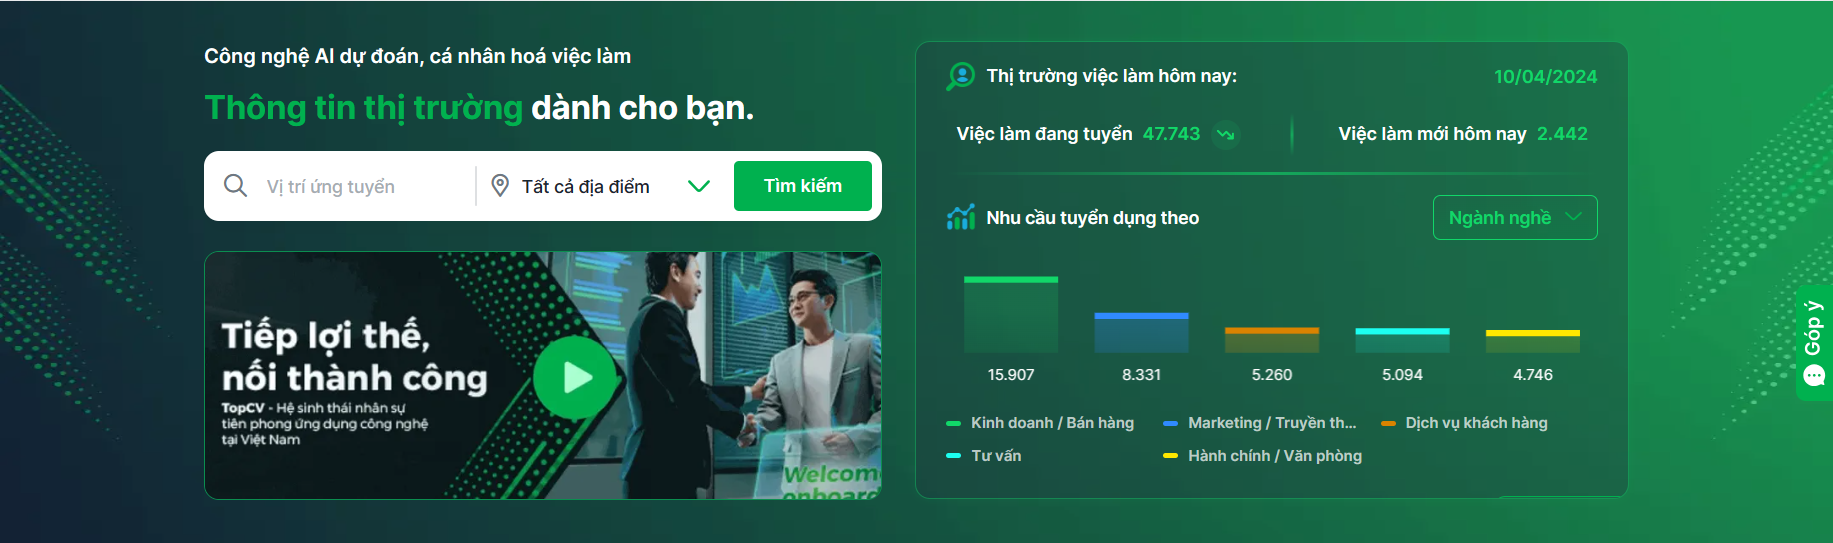 Công nghệ AI dự đoán, cá nhân hoá việc làm
Thông tin thị trường dành cho bạn.
Vị trí ứng tuyển
Tất cả địa điểm
Tìm kiếm
Tiếp lợi thế,
nối thành công
TopCV - Hệ sinh thái nhân sự
tiên phong ứng dụng công nghệ
tại Việt Nam
Welcom
onboard
Thị trường việc làm hôm nay:
10/04/2024
Việc làm đang tuyển 47.743
Việc làm mới hôm nay 2.442
Nhu cầu tuyển dụng theo
Ngành nghề
15.907
8.331
5.260
5.094
4.746
Kinh doanh / Bán hàng
Marketing / Truyền th...
Dịch vụ khách hàng
Tư vấn
Hành chính / Văn phòng
Góp ý